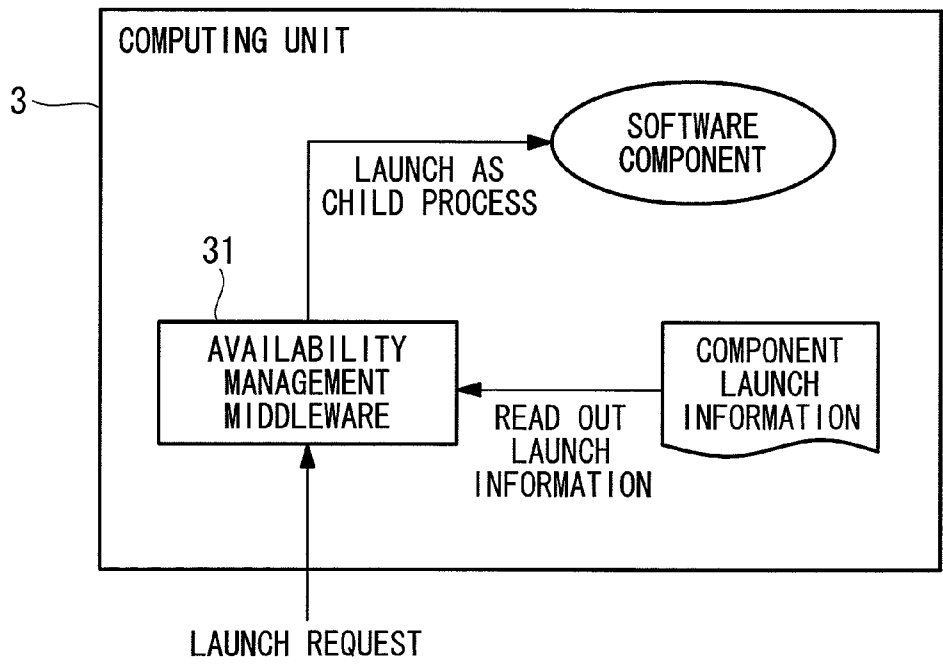 COMPUTING UNIT
3
SOFTWARE
COMPONENT
LAUNCH AS
CHILD PROCESS
31
AVAILABILITY
MANAGEMENT
MIDDLEWARE
COMPONENT
LAUNCH
INFORMATION
READ OUT
LAUNCH
INFORMATION
LAUNCH REQUEST